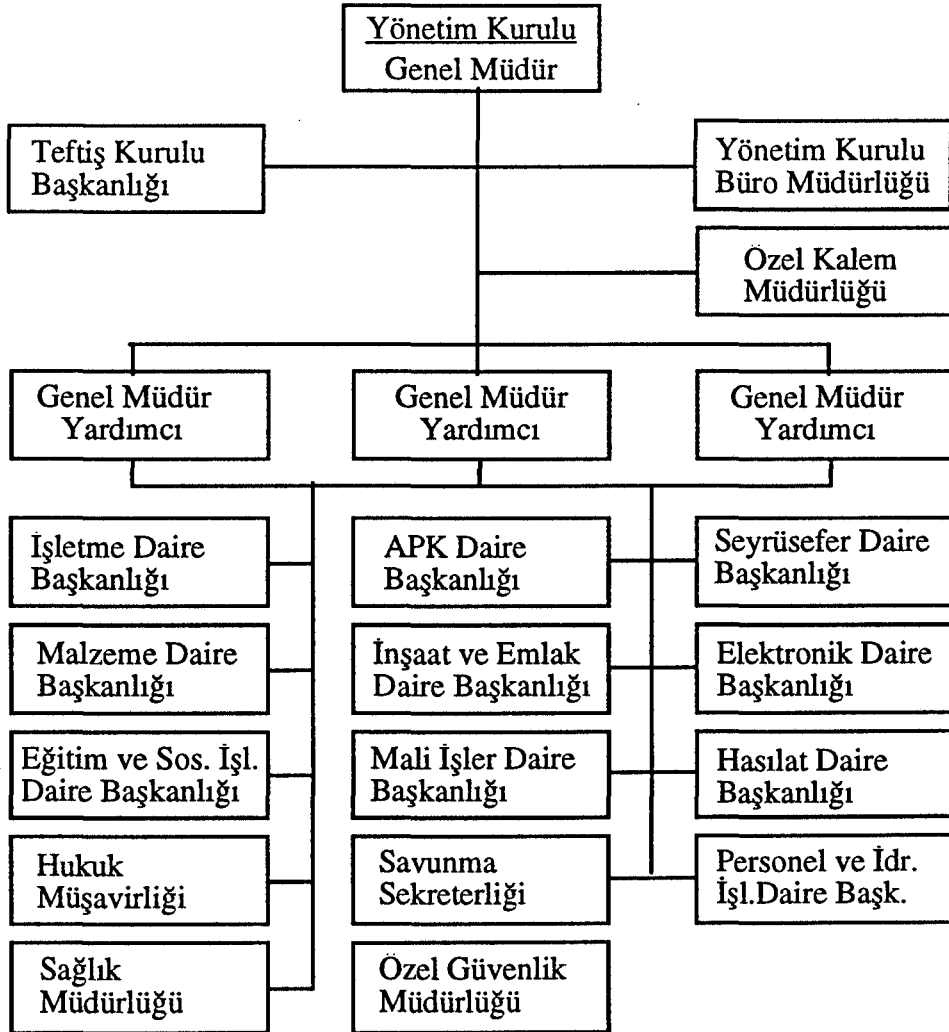 Yönetim Kurulu
Genel Müdür
Teftiş Kurulu
Başkanlığı
Yönetim Kurulu
Büro Müdürlüğü
Özel Kalem
Müdürlüğü
Genel Müdür
Yardımcı
Genel Müdür
Yardımcı
Genel Müdür
Yardımcı
İşletme Daire
Başkanlığı
APK Daire
Başkanlığı
Seyrüsefer Daire
Başkanlığı
Malzeme Daire
Başkanlığı
İnşaat ve Emlak
Daire Başkanlığı
Elektronik Daire
Başkanlığı
Eğitim ve Sos. İşl.
Daire Başkanlığı
Mali İşler Daire
Başkanlığı
Hasılat Daire
Başkanlığı
Hukuk
Müşavirliği
Savunma
Sekreterliği
Personel ve İdr.
İşl.Daire Başk.
Sağlık
Müdürlüğü
Özel Güvenlik
Müdürlüğü